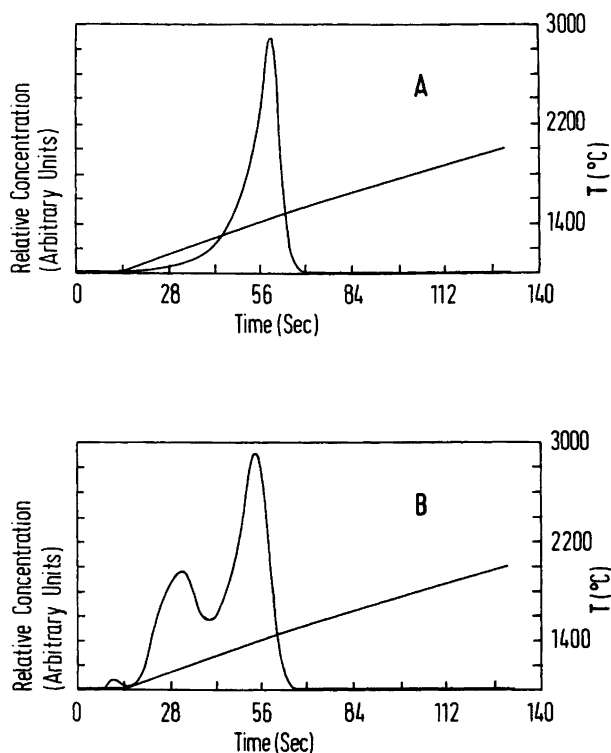 3000
A
2200
1400
Relative Concentration
(Arbitrary Units)
T (°C)
0 28 56 84 112 140
Time (Sec)
3000
B
2200
1400
Relative Concentration
(Arbitrary Units)
T (°C)
0 28 56 84 112 140
Time (Sec)